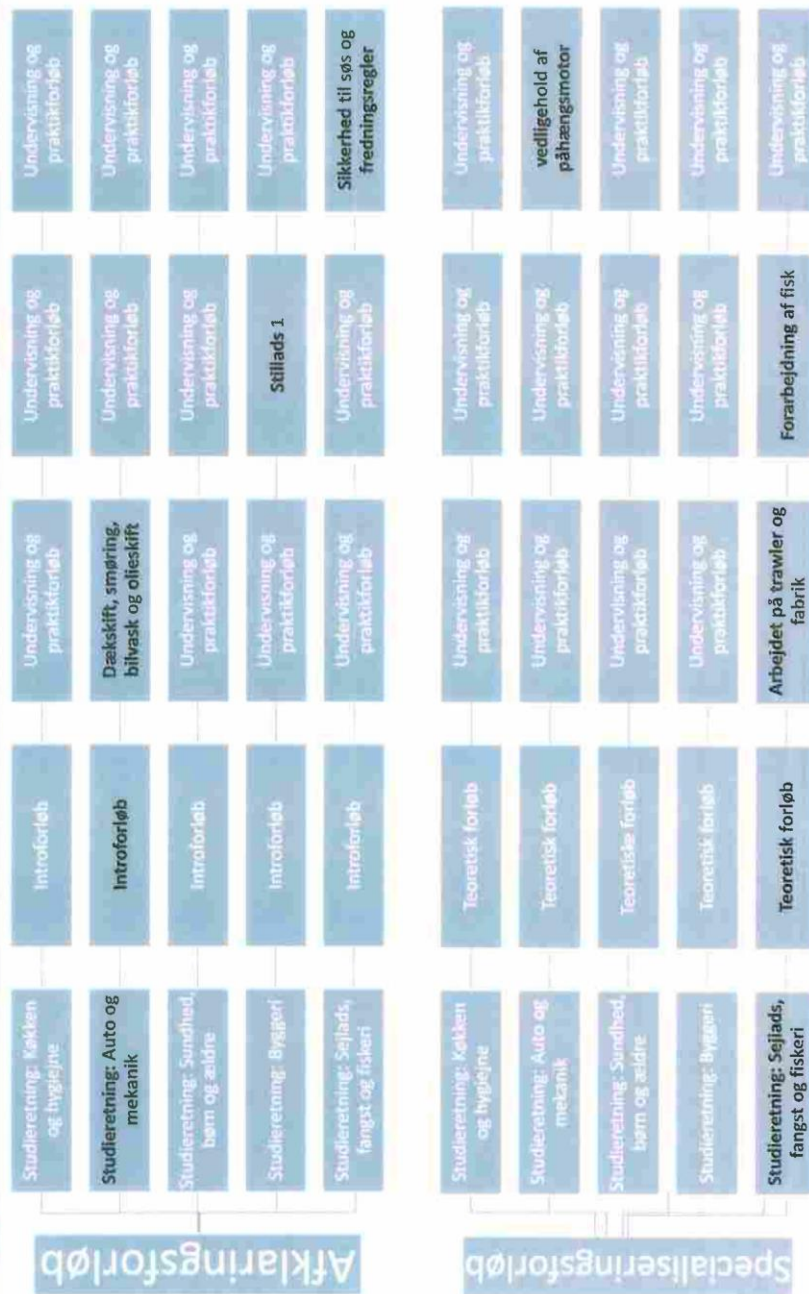 Afklaringsforløb
Studieretning: Køkken
og hygiejne
Introforløb
Undervisning og
praktikforløb
Undervisning og
praktikforløb
Undervisning og
praktikforløb
Studieretning: Auto og
mekanik
Introforløb
Dækskift, smøring,
bilvask og olieskift
Undervisning og
praktikforløb
Undervisning og
praktikforløb
Studieretning Sundhed,
børn og ældre
Introforløb
Undervisning og
praktikforløb
Undervisning og
praktikforløb
Undervisning og
praktikforløb
Studieretning: Byggeri
Introforløb
Undervisning og
praktikforløb
Stillads 1
Undervisning og
praktikforløb
Studieretning: Sejlads,
fangst og fiskeri
Introforløb
Undervisning og
praktikforløb
Undervisning og
praktikforløb
Sikkerhed til søs og
fredningsregler
Specialiseringsforløb
Studieretning: Køkken
og hygiejne
Teoretisk forløb
Undervisning og
praktikforløb
Undervisning og
praktikforløb
Undervisning og
praktikforløb
Studieretning: Auto og
mekanik
Teoretisk forløb
Undervisning og
praktikforløb
Undervisning og
praktikforløb
vedligehold af
påhængsmotor
Studieretning: Sundhed,
børn og ældre
Teoretiske forløb
Undervisning og
praktikforløb
Undervisning og
praktikforløb
Undervisning og
praktikforløb
Studieretning: Byggeri
Teoretisk forløb
Undervisning og
praktikforløb
Undervisning og
praktikforløb
Undervisning og
praktikforløb
Studieretning: Sejlads,
fangst og fiskeri
Teoretisk forløb
Arbejdet på trawler og
fabrik
Forarbejdning af fisk
Undervisning og
praktikforløb